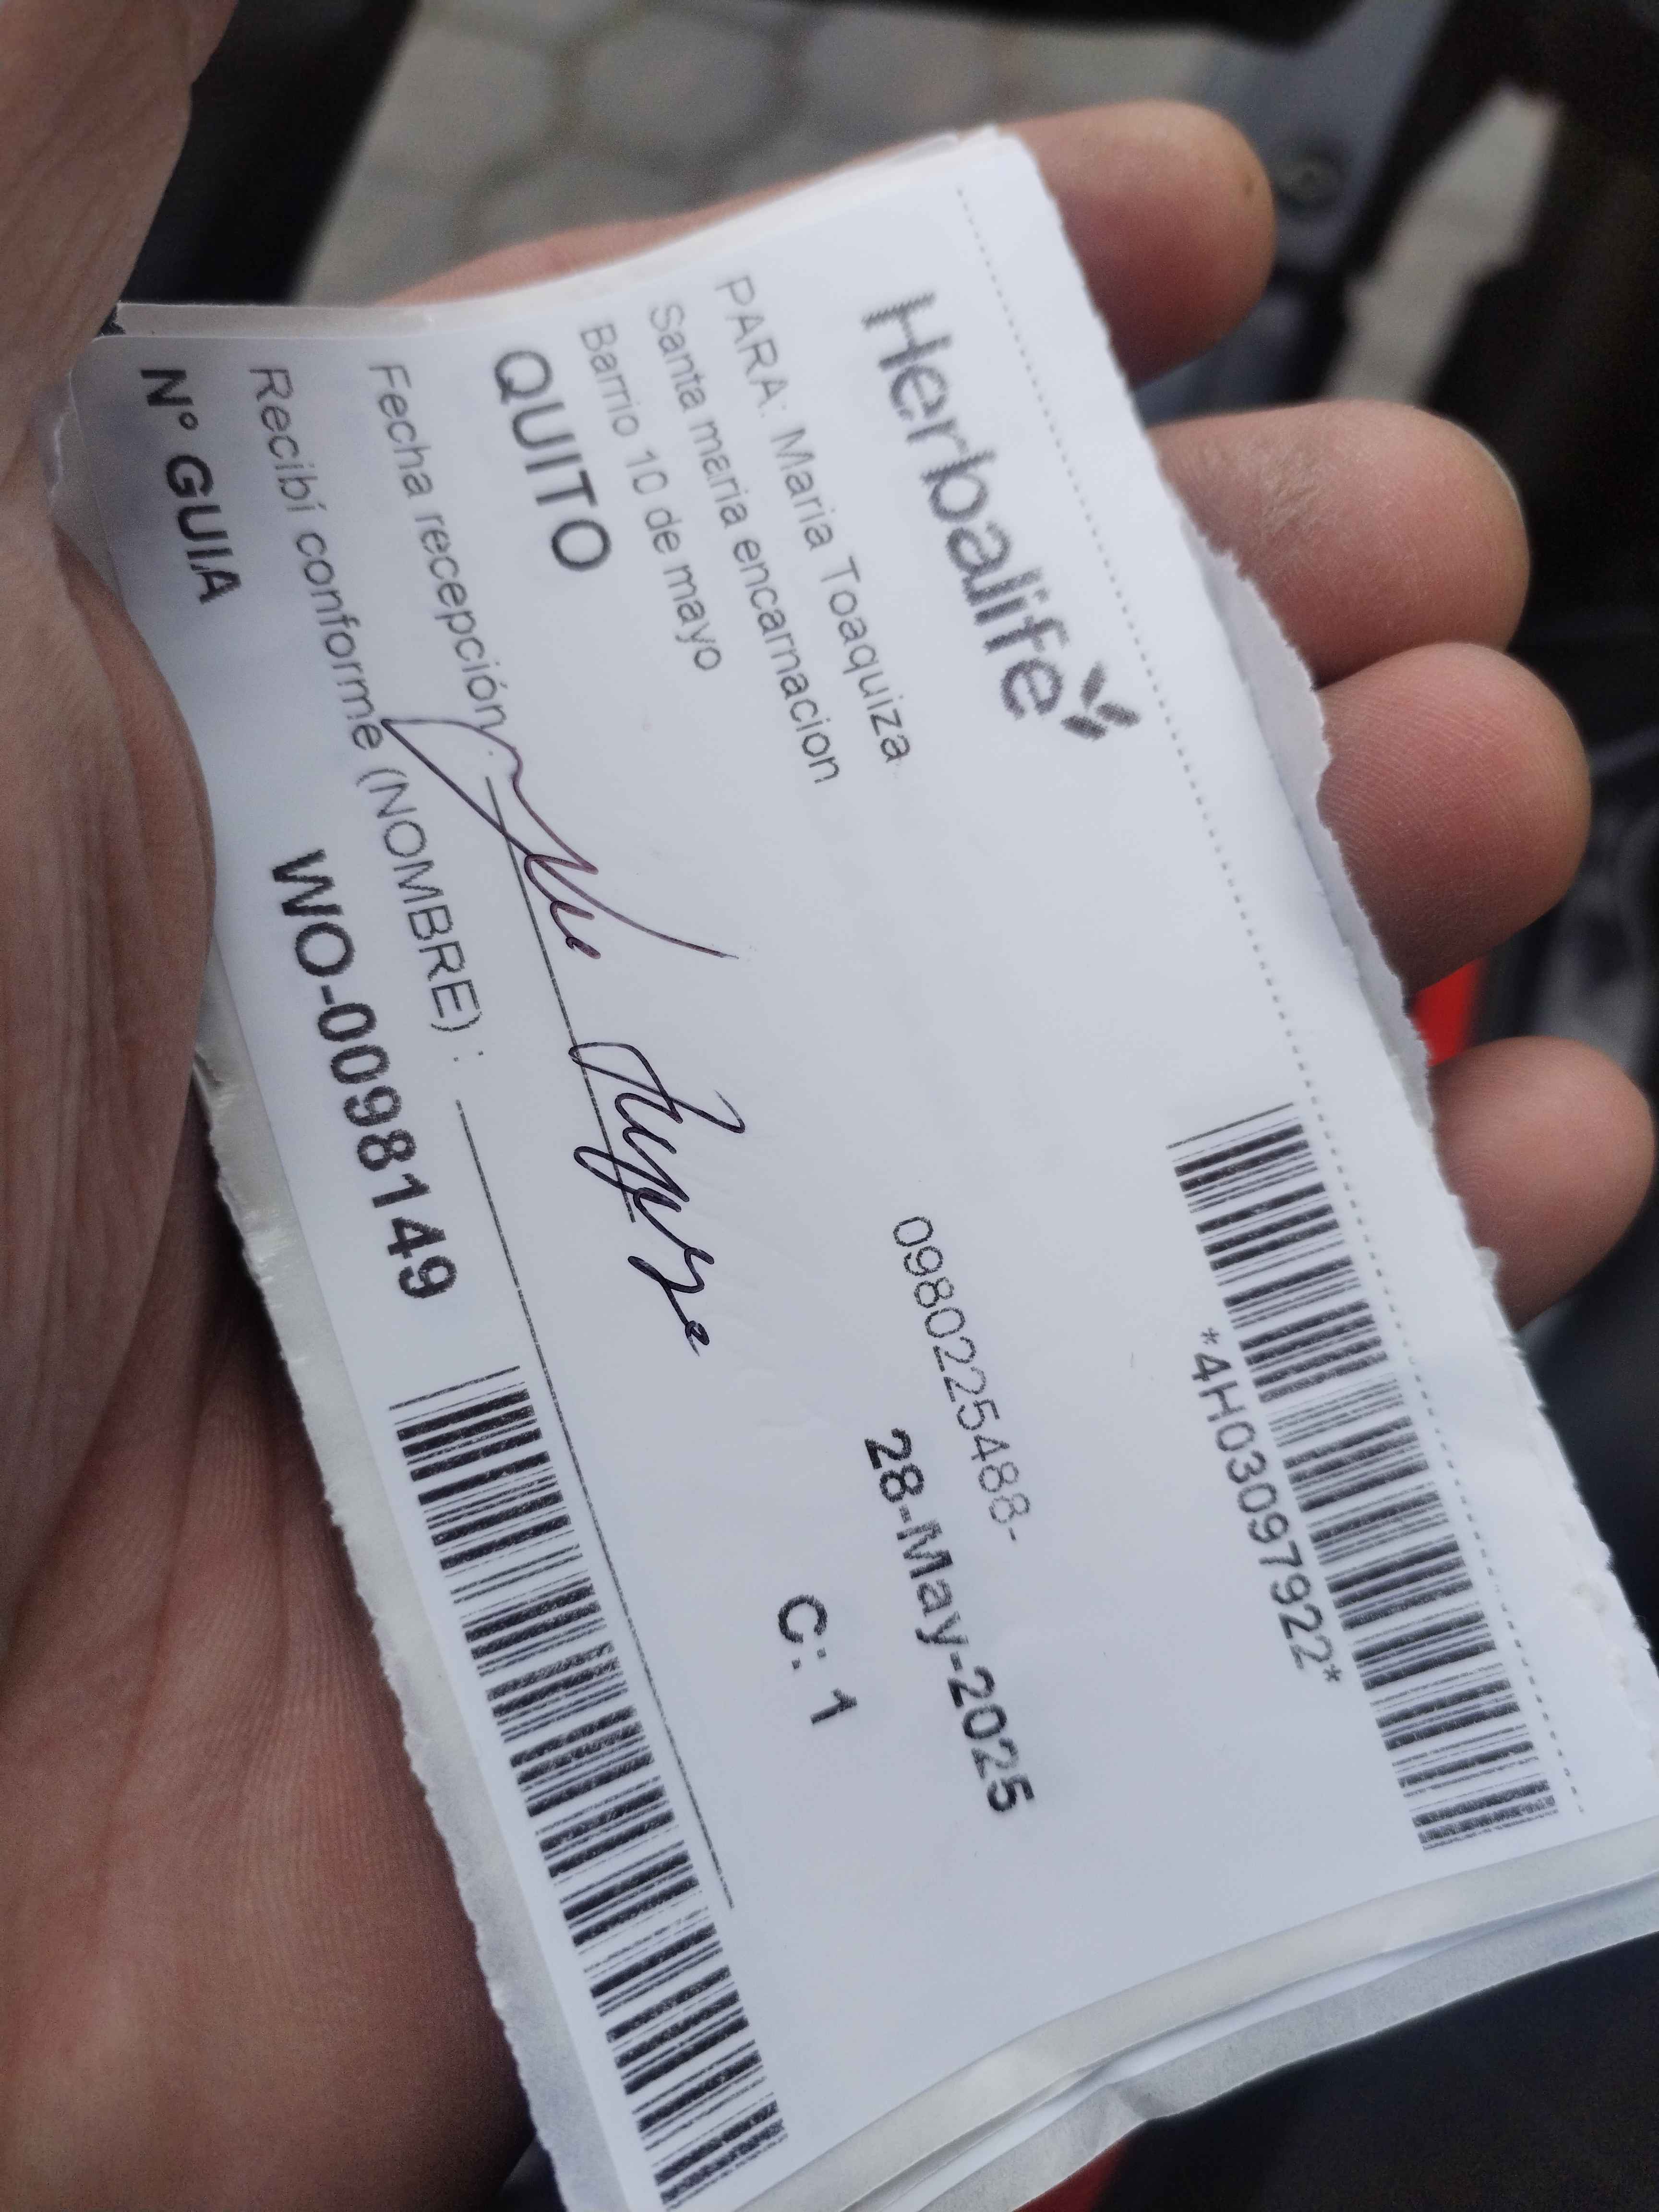 *4H03097922*
Herbalife
PARA: Maria Toaquiza
0980225488-
Santa maria encarnacion
28-May-2025
Barrio 10 de mayo
QUITO
C: 1
Fecha recepción :
Recibí conforme (NOMBRE) :
Nº GUIA WO-0098149